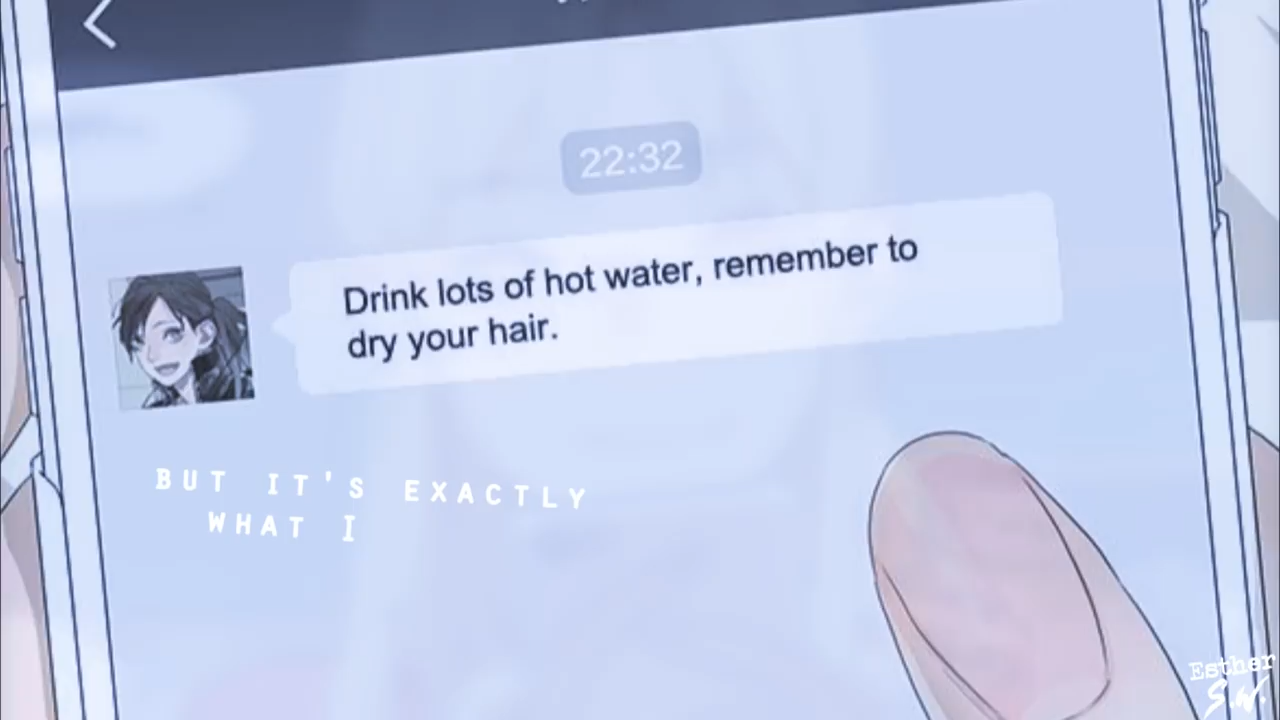 22:32
Drink lots of hot water, remember to
dry your hair.
BUT IT'S EXACTLY
WHAT I
Esther
S.W.